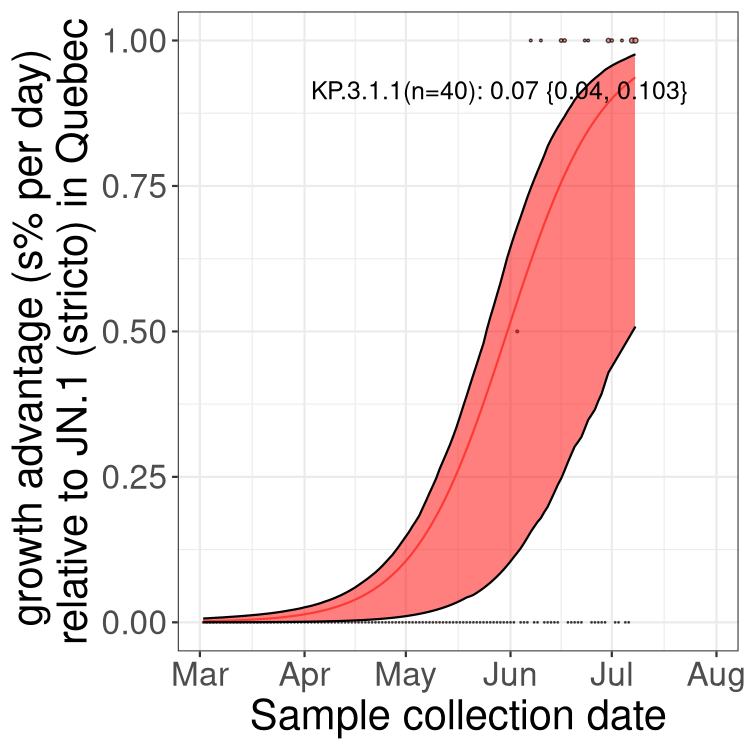 growth advantage (s% per day)
relative to JN.1 (stricto) in Quebec
1.00
0.75
0.50
0.25
0.00
KP.3.1.1(n=40): 0.07 {0.04, 0.103}
Mar Apr May Jun Jul Aug
Sample collection date